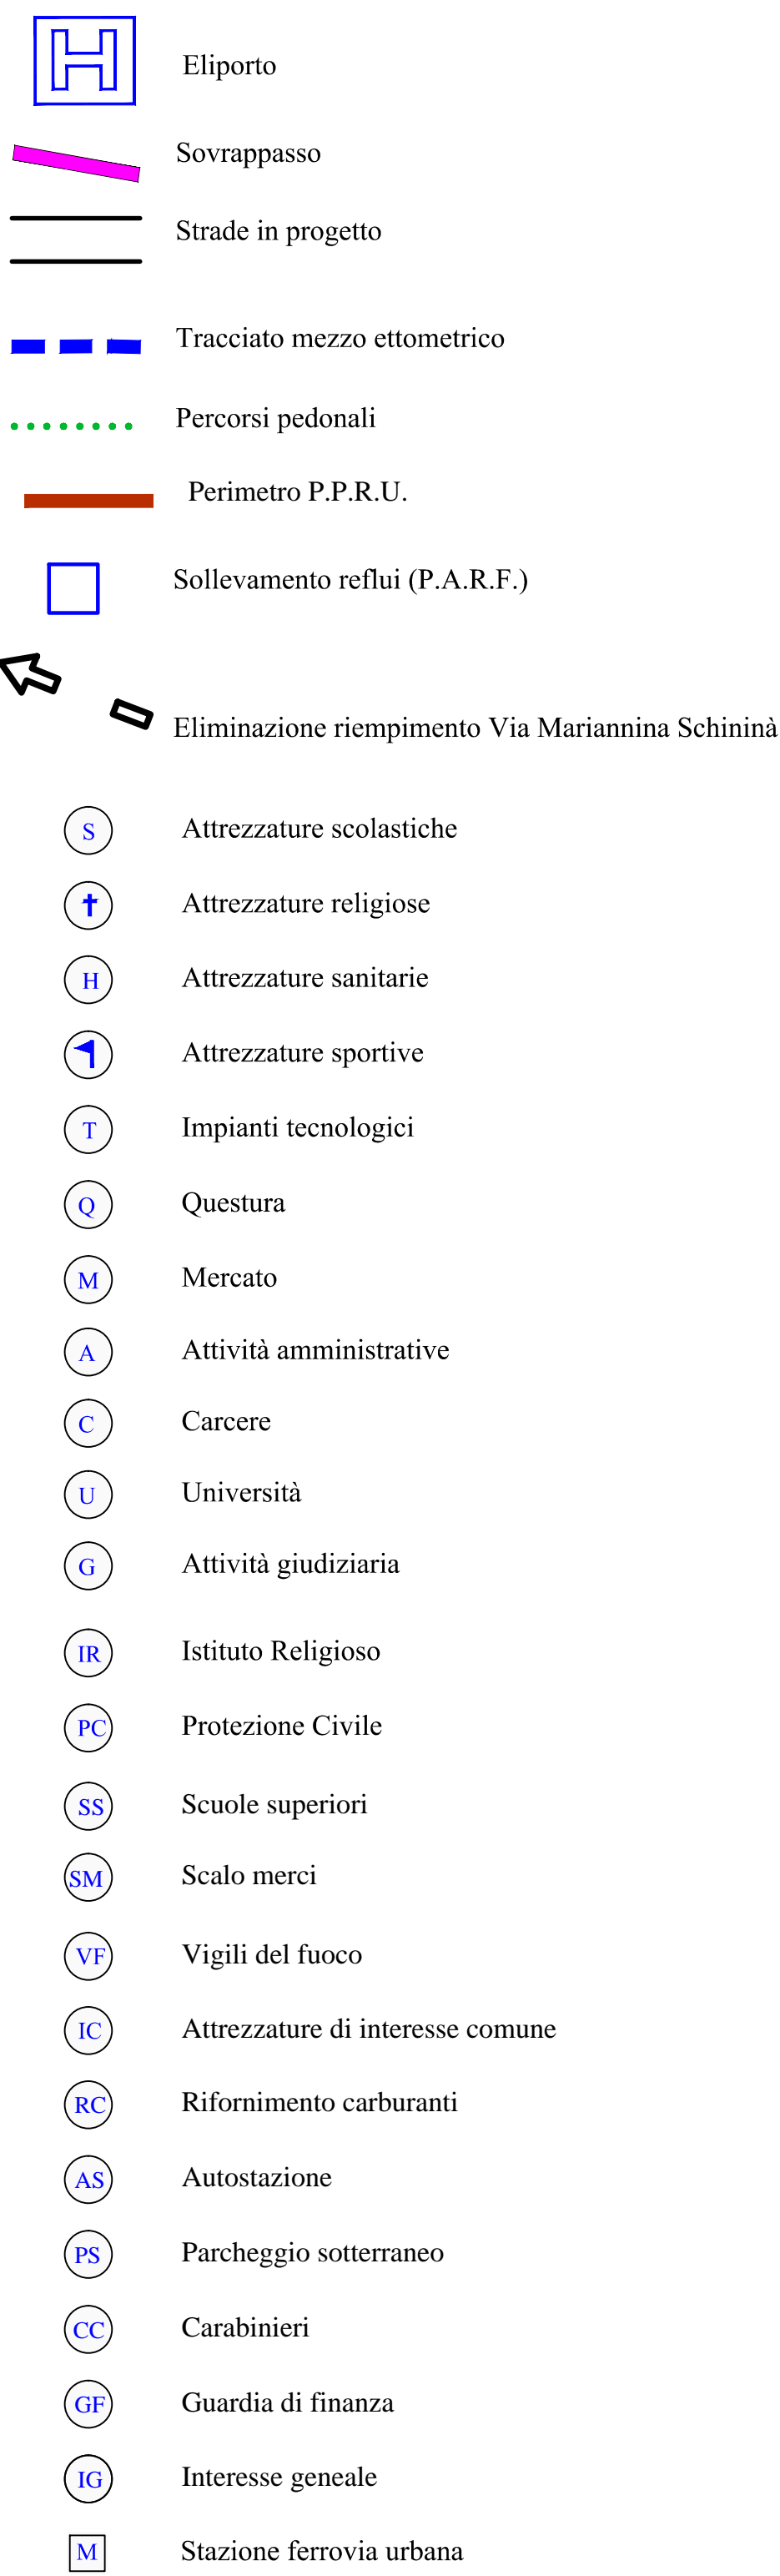 H Eliporto
Sovrappasso
Strade in progetto
Tracciato mezzo ettometrico
Percorsi pedonali
Perimetro P.P.R.U.
Sollevamento reflui (P.A.R.F.)
Eliminazione riempimento Via Mariannina Schininà
S Attrezzature scolastiche
Attrezzature religiose
H Attrezzature sanitarie
Attrezzature sportive
T Impianti tecnologici
Q Questura
M Mercato
A Attività amministrative
C Carcere
U Università
G Attività giudiziaria
IR Istituto Religioso
PC Protezione Civile
SS Scuole superiori
SM Scalo merci
VF Vigili del fuoco
IC Attrezzature di interesse comune
RC Rifornimento carburanti
AS Autostazione
PS Parcheggio sotterraneo
CC Carabinieri
GF Guardia di finanza
IG Interesse geneale
M Stazione ferrovia urbana